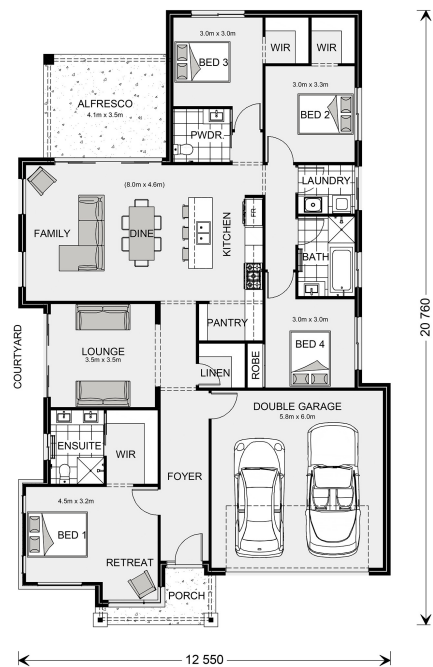 3.0m x 3.0m
BED 3
WIR
WIR
3.0m x 3.3m
BED 2
ALFRESCO
4.1m x 3.5m
PWDR.
LAUNDRY
(8.0m x 4.6m)
FAMILY
DINE
KITCHEN
FR
BATH
COURTYARD
PANTRY
3.0m x 3.0m
BED 4
LOUNGE
3.5m x 3.5m
LINEN
ROBE
20 760
DOUBLE GARAGE
5.8m x 6.0m
ENSUITE
WIR
FOYER
4.5m x 3.2m
BED 1
RETREAT
PORCH
12 550